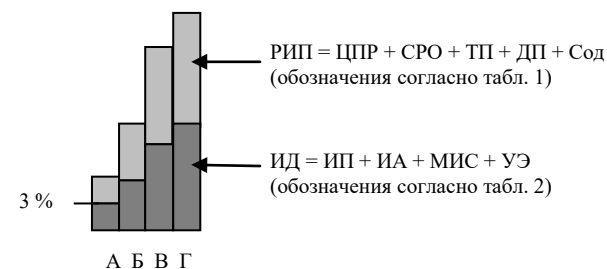 РИП = ЦПР + СРО + ТП + ДП + Сод
(обозначения согласно табл. 1)
ИД = ИП + ИА + МИС + УЭ
(обозначения согласно табл. 2)
3 %
А Б В Г